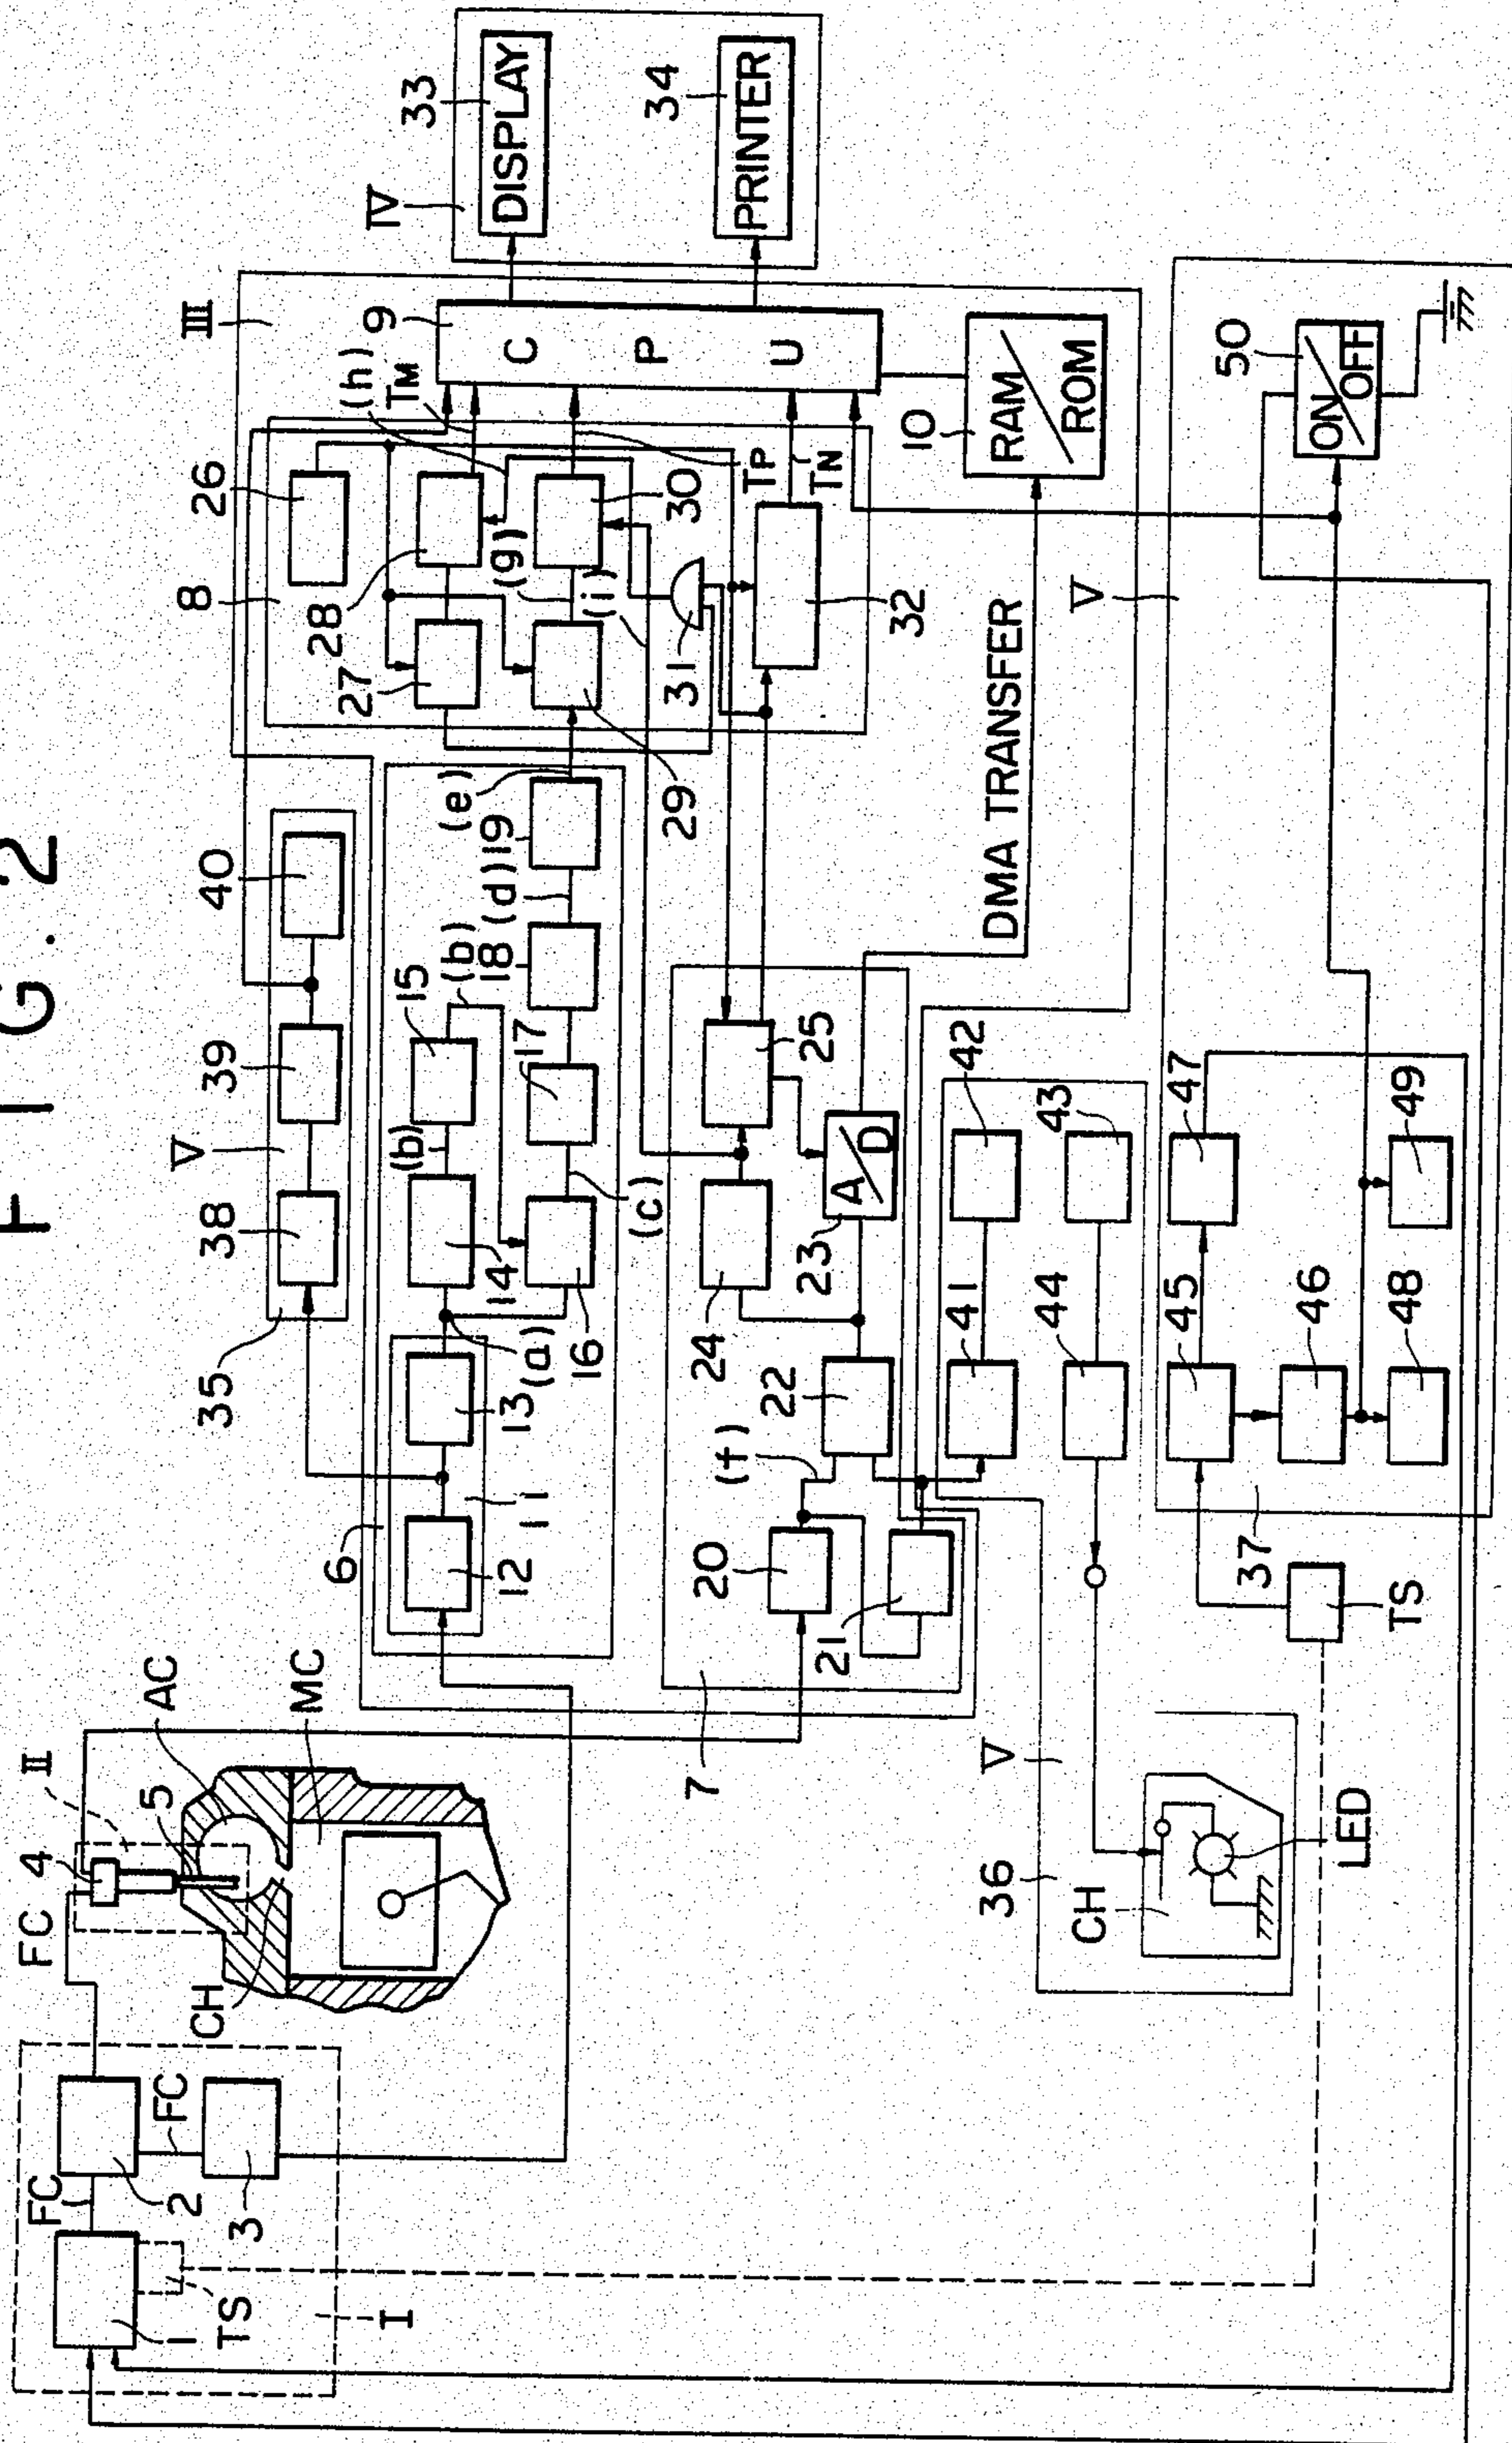 FIG. 2
33
DISPLAY
34
PRINTER
IV
III
9
C P U
10
RAM/ROM
(h)
TM
TP
TN
8
26
27
28
(g)
30
(i)
31
32
29
DMA TRANSFER
V
50
ON/OFF
V
40
39
38
35
(e)
19
(d)
18
(b)
15
17
(b)
14
16
(c)
(a)
13
11
12
6
25
A/D
23
24
22
(f)
20
21
7
42
43
41
44
V
36
CH
LED
47
49
45
46
48
37
TS
AC
MC
II
5
4
FC
CH
FC
2
3
FC
1
TS
I